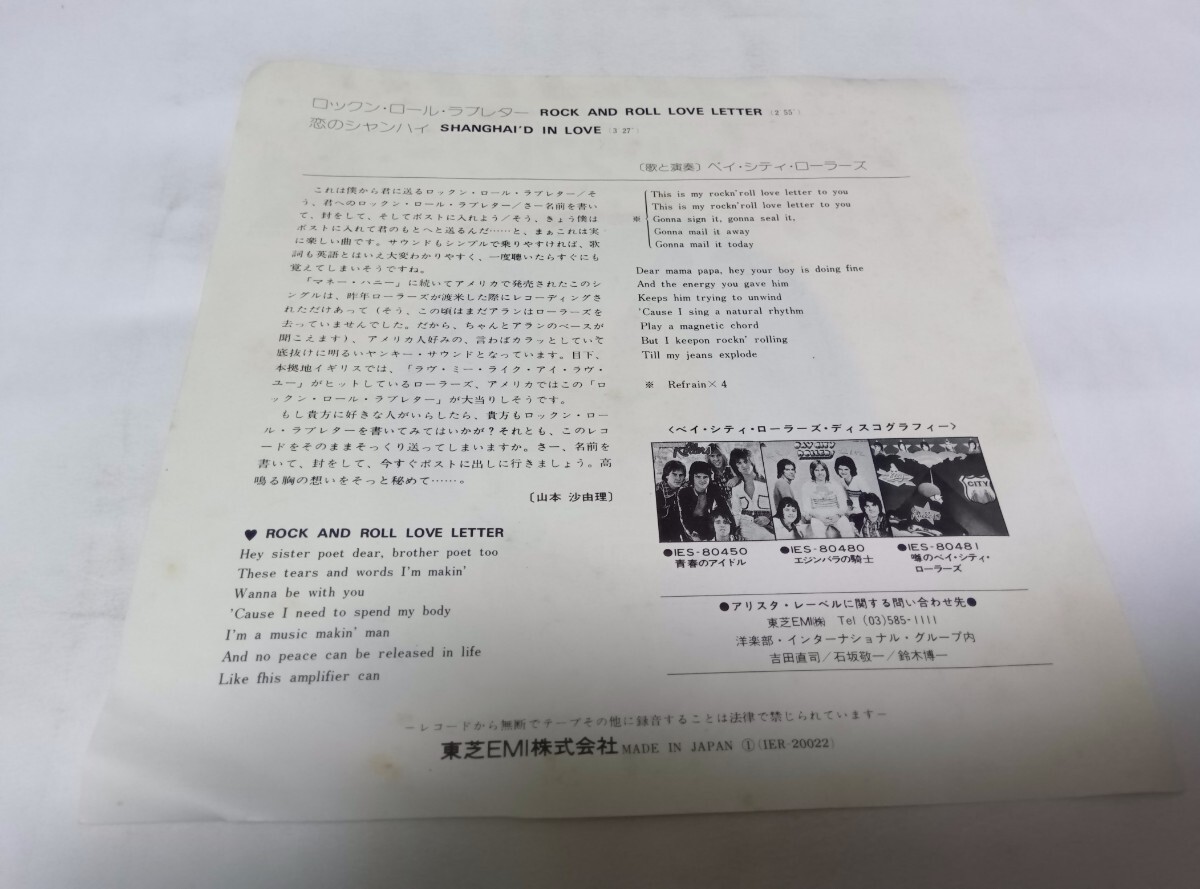 ロックン・ロール・ラブレター ROCK AND ROLL LOVE LETTER (2 55")
恋のシャンハイ SHANGHAI'D IN LOVE (3 27")
〔歌と演奏〕ベイ・シティ・ローラーズ
これは僕から君に送るロックン・ロール・ラブレター/そ
う、君へのロックン・ロール・ラブレター/さー名前を書い
て、封をして、そしてポストに入れよう/そう、きょう僕は
ポストに入れて君のもとへと送るんだ……と、まぁこれは実
に楽しい曲です。サウンドもシンプルで乗りやすければ、歌
詞も英語とはいえ大変わかりやすく、一度聴いたらすぐにも
覚えてしまいそうですね。
「マネー・ハニー」に続いてアメリカで発売されたこのシ
ングルは、昨年ローラーズが渡米した際にレコーディングさ
れただけあって(そう、この頃はまだアランはローラーズを
去っていませんでした。だから、ちゃんとアランのベースが
聞こえます)、アメリカ人好みの、言わばカラッとしていて
底抜けに明るいヤンキー・サウンドとなっています。目下、
本拠地イギリスでは、「ラヴ・ミー・ライク・アイ・ラヴ・
ユー」がヒットしているローラーズ、アメリカではこの「ロ
ックン・ロール・ラブレター」が大当りしそうです。
もし貴方に好きな人がいらしたら、貴方もロックン・ロー
ル・ラブレターを書いてみてはいかが?それとも、このレコ
ードをそのままそっくり送ってしまいますか。さー、名前を
書いて、封をして、今すぐポストに出しに行きましょう。高
鳴る胸の想いをそっと秘めて……。
〔山本 沙由理〕
♥ ROCK AND ROLL LOVE LETTER
Hey sister poet dear, brother poet too
These tears and words I'm makin'
Wanna be with you
'Cause I need to spend my body
I'm a music makin' man
And no peace can be released in life
Like fhis amplifier can
This is my rockn'roll love letter to you
This is my rockn'roll love letter to you
※ Gonna sign it, gonna seal it,
Gonna mail it away
Gonna mail it today
Dear mama papa, hey your boy is doing fine
And the energy you gave him
Keeps him trying to unwind
'Cause I sing a natural rhythm
Play a magnetic chord
But I keepon rockn' rolling
Till my jeans explode
※ Refrain×4
〈ベイ・シティ・ローラーズ・ディスコグラフィー〉
BAY CITY ROLLERS
CITY
●IES-80450
青春のアイドル
●IES-80480
エジンバラの騎士
●IES-80481
噂のベイ・シティ・
ローラーズ
●アリスタ・レーベルに関する問い合わせ先●
東芝EMI㈱ Tel (03)585-1111
洋楽部・インターナショナル・グループ内
吉田直司/石坂敬一/鈴木博一
－レコードから無断でテープその他に録音することは法律で禁じられています－
東芝EMI株式会社 MADE IN JAPAN ①(IER-20022)